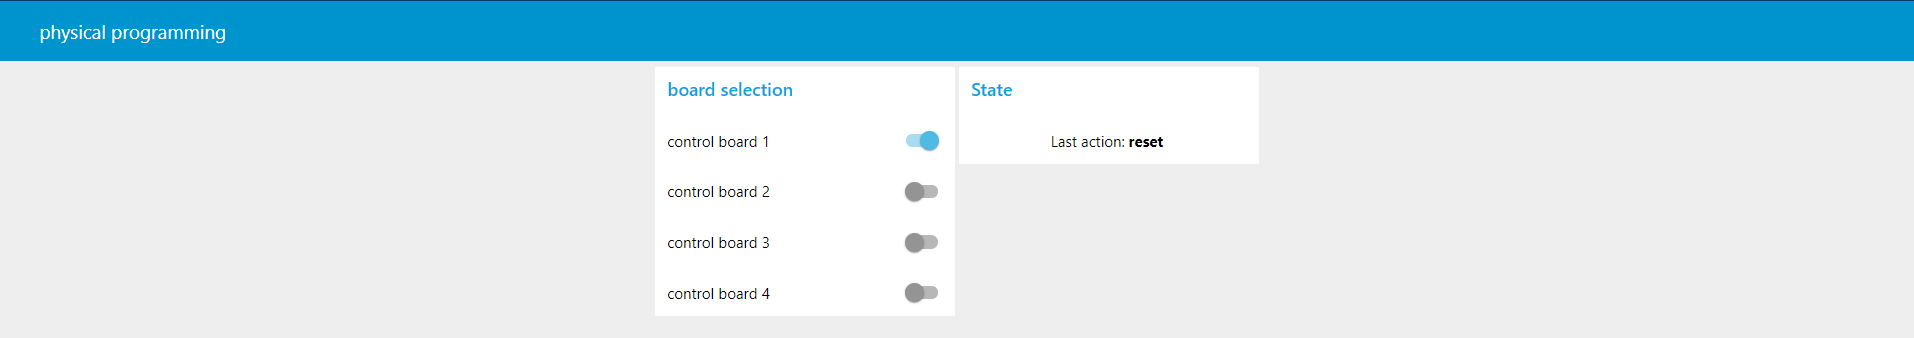 physical programming
board selection
control board 1
control board 2
control board 3
control board 4
State
Last action: reset